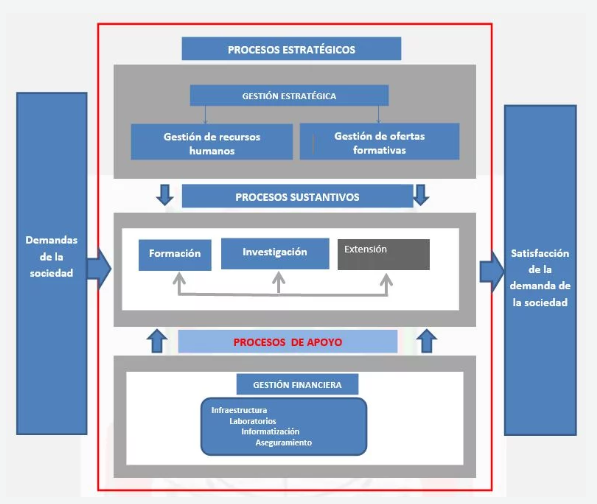 PROCESOS ESTRATÉGICOS
GESTIÓN ESTRATÉGICA
Gestión de recursos
humanos
Gestión de ofertas
formativas
PROCESOS SUSTANTIVOS
Demandas
de la
sociedad
Formación
Investigación
Extensión
Satisfacción
de la
demanda de
la sociedad
PROCESOS DE APOYO
GESTIÓN FINANCIERA
Infraestructura
Laboratorios
Informatización
Aseguramiento